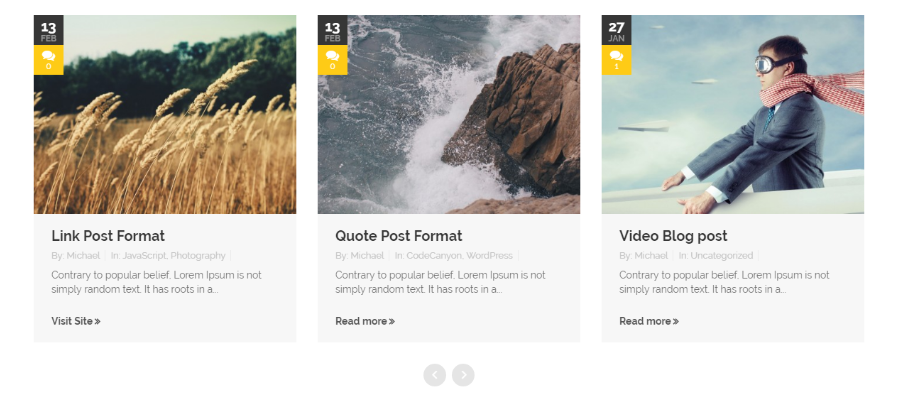 13
FEB
0
13
FEB
0
27
JAN
1
Link Post Format
By: Michael
In: JavaScript, Photography
Contrary to popular belief, Lorem Ipsum is not
simply random text. It has roots in a...
Visit Site »
Quote Post Format
By: Michael
In: CodeCanyon, WordPress
Contrary to popular belief, Lorem Ipsum is not
simply random text. It has roots in a...
Read more »
Video Blog post
By: Michael
In: Uncategorized
Contrary to popular belief, Lorem Ipsum is not
simply random text. It has roots in a...
Read more »